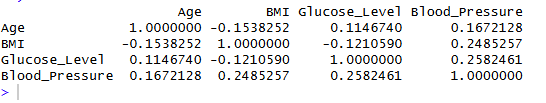 Age BMI Glucose_Level Blood_Pressure
Age 1.0000000 -0.1538252 0.1146740 0.1672128
BMI -0.1538252 1.0000000 -0.1210590 0.2485257
Glucose_Level 0.1146740 -0.1210590 1.0000000 0.2582461
Blood_Pressure 0.1672128 0.2485257 0.2582461 1.0000000
>